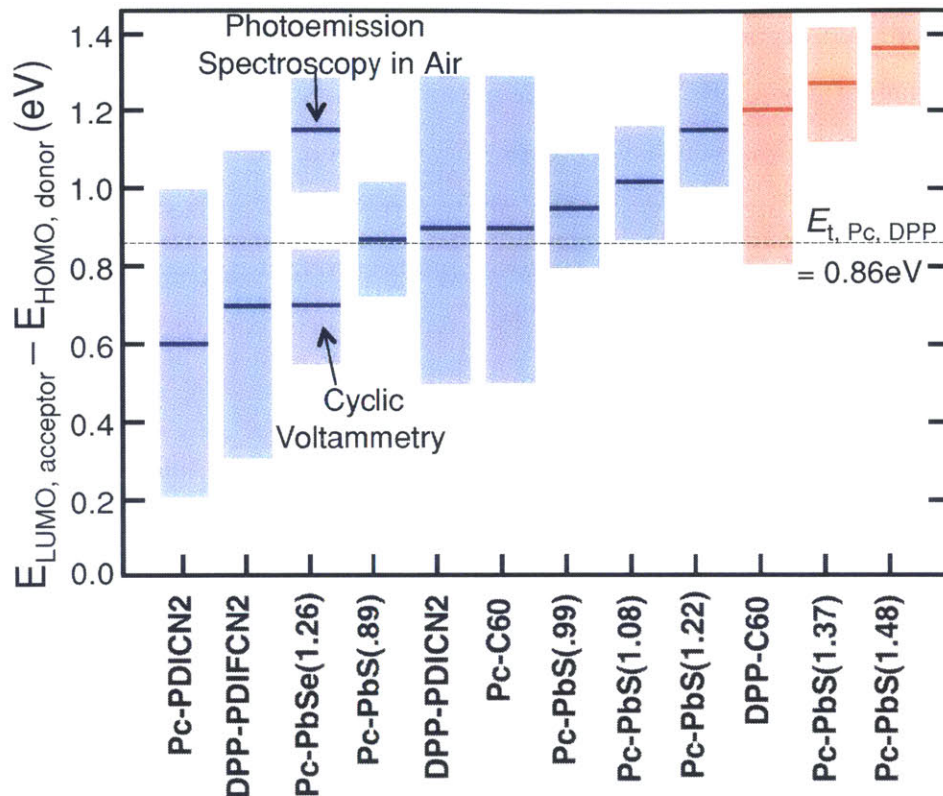 Photoemission
Spectroscopy in Air
E_LUMO, acceptor – E_HOMO, donor (eV)
1.4
1.2
1.0
0.8
0.6
0.4
0.2
0.0
E_t, Pc, DPP
= 0.86eV
Cyclic
Voltammetry
Pc-PDICN2
DPP-PDIFCN2
Pc-PbSe(1.26)
Pc-PbS(.89)
DPP-PDICN2
Pc-C60
Pc-PbS(.99)
Pc-PbS(1.08)
Pc-PbS(1.22)
DPP-C60
Pc-PbS(1.37)
Pc-PbS(1.48)